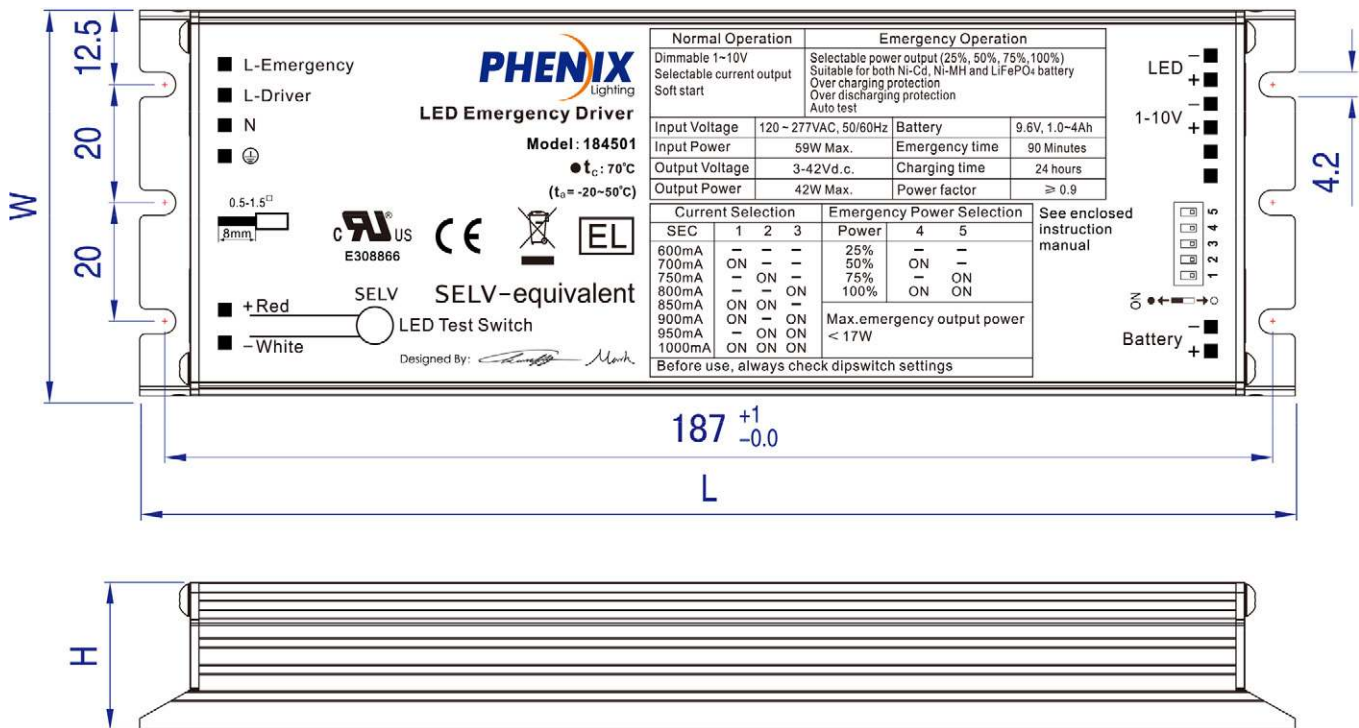 12.5
20
20
W
L-Emergency
L-Driver
N
0.5-1.5□
8mm
PHENIX
Lighting
LED Emergency Driver
Model: 184501
●tc: 70℃
(ta= -20~50℃)
C RU ® US
E308866
CE
EL
SELV
SELV-equivalent
+Red
LED Test Switch
-White
Designed By:
Mark
Normal Operation
Emergency Operation
Dimmable 1~10V
Selectable current output
Soft start
Selectable power output (25%, 50%, 75%,100%)
Suitable for both Ni-Cd, Ni-MH and LiFePO4 battery
Over charging protection
Over discharging protection
Auto test
Input Voltage 120~277VAC, 50/60Hz Battery 9.6V, 1.0~4Ah
Input Power 59W Max. Emergency time 90 Minutes
Output Voltage 3-42Vd.c. Charging time 24 hours
Output Power 42W Max. Power factor ≥ 0.9
Current Selection
SEC 1 2 3
600mA – – –
700mA ON – –
750mA – ON –
800mA – – ON
850mA ON ON –
900mA ON – ON
950mA – ON ON
1000mA ON ON ON
Emergency Power Selection
Power 4 5
25% – –
50% ON –
75% – ON
100% ON ON
Max.emergency output power
< 17W
Before use, always check dipswitch settings
See enclosed
instruction
manual
LED – +
1-10V – +
1 2 3 4 5
ON
Battery – +
4.2
187 +1 -0.0
L
H